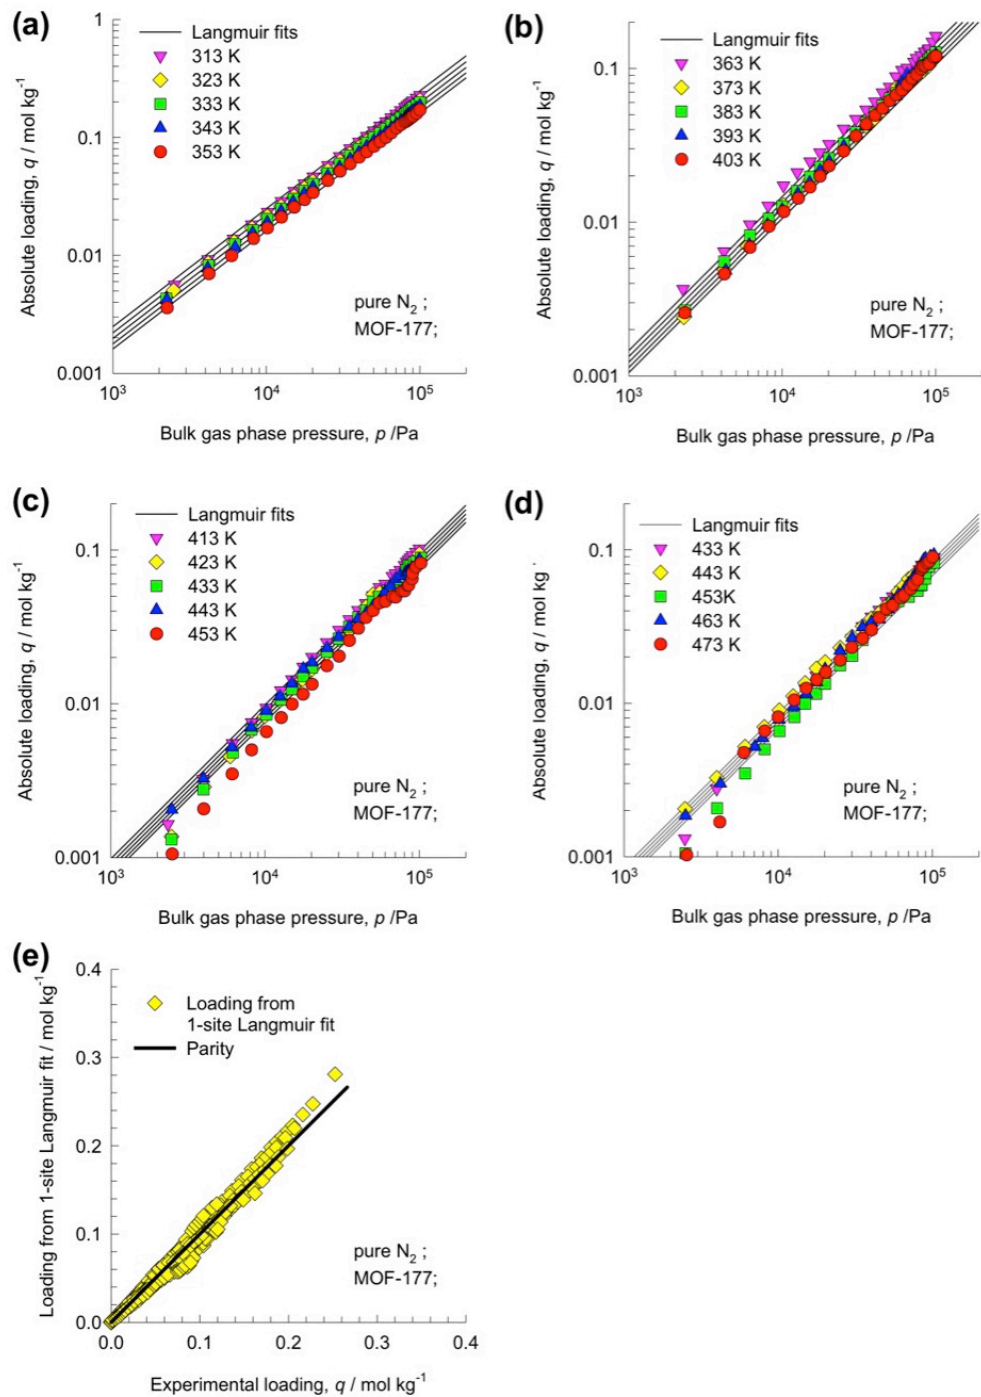 (a)
Absolute loading, q / mol kg⁻¹
1
0.1
0.01
0.001
Langmuir fits
313 K
323 K
333 K
343 K
353 K
pure N₂ ;
MOF-177;
10³
10⁴
10⁵
Bulk gas phase pressure, p /Pa
(b)
Absolute loading, q / mol kg⁻¹
0.1
0.01
0.001
Langmuir fits
363 K
373 K
383 K
393 K
403 K
pure N₂ ;
MOF-177;
10³
10⁴
10⁵
Bulk gas phase pressure, p /Pa
(c)
Absolute loading, q / mol kg⁻¹
0.1
0.01
0.001
Langmuir fits
413 K
423 K
433 K
443 K
453 K
pure N₂ ;
MOF-177;
10³
10⁴
10⁵
Bulk gas phase pressure, p /Pa
(d)
Absolute loading, q / mol kg
0.1
0.01
0.001
Langmuir fits
433 K
443 K
453K
463 K
473 K
pure N₂ ;
MOF-177;
10³
10⁴
10⁵
Bulk gas phase pressure, p /Pa
(e)
Loading from 1-site Langmuir fit / mol kg⁻¹
0.4
0.3
0.2
0.1
0.0
Loading from
1-site Langmuir fit
Parity
pure N₂ ;
MOF-177;
0.0
0.1
0.2
0.3
0.4
Experimental loading, q / mol kg⁻¹